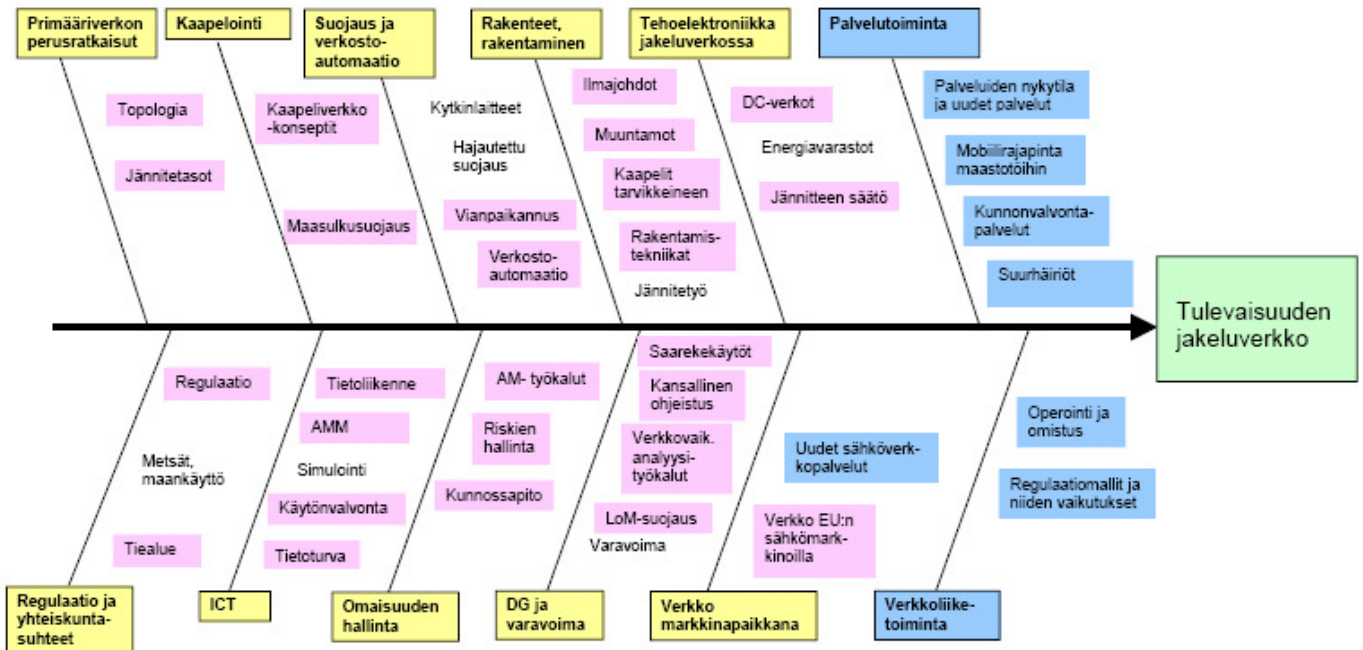 Primääriverkon
perusratkaisut
Kaapelointi
Suojaus ja
verkosto-
automaatio
Rakenteet,
rakentaminen
Tehoelektroniikka
jakeluverkossa
Palvelutoiminta
Topologia
Jännitetasot
Kaapeliverkko
-konseptit
Maasulkusuojaus
Kytkinlaitteet
Hajautettu
suojaus
Vianpaikannus
Verkosto-
automaatio
Ilmajohdot
Muuntamot
Kaapelit
tarvikkeineen
Rakentamis-
tekniikat
Jännitetyö
DC-verkot
Energiavarastot
Jännitteen säätö
Palveluiden nykytila
ja uudet palvelut
Mobiilirajapinta
maastotöihin
Kunnonvalvonta-
palvelut
Suurhäiriöt
Tulevaisuuden
jakeluverkko
Regulaatio
Metsät,
maankäyttö
Tiealue
Tietoliikenne
AMM
Simulointi
Käytönvalvonta
Tietoturva
AM- työkalut
Riskien
hallinta
Kunnossapito
Saarekekäytöt
Kansallinen
ohjeistus
Verkkovaik.
analyysi-
työkalut
LoM-suojaus
Varavoima
Uudet sähköverk-
kopalvelut
Verkko EU:n
sähkömark-
kinoilla
Operointi ja
omistus
Regulaatiomallit ja
niiden vaikutukset
Regulaatio ja
yhteiskunta-
suhteet
ICT
Omaisuuden
hallinta
DG ja
varavoima
Verkko
markkinapaikkana
Verkkoliike-
toiminta